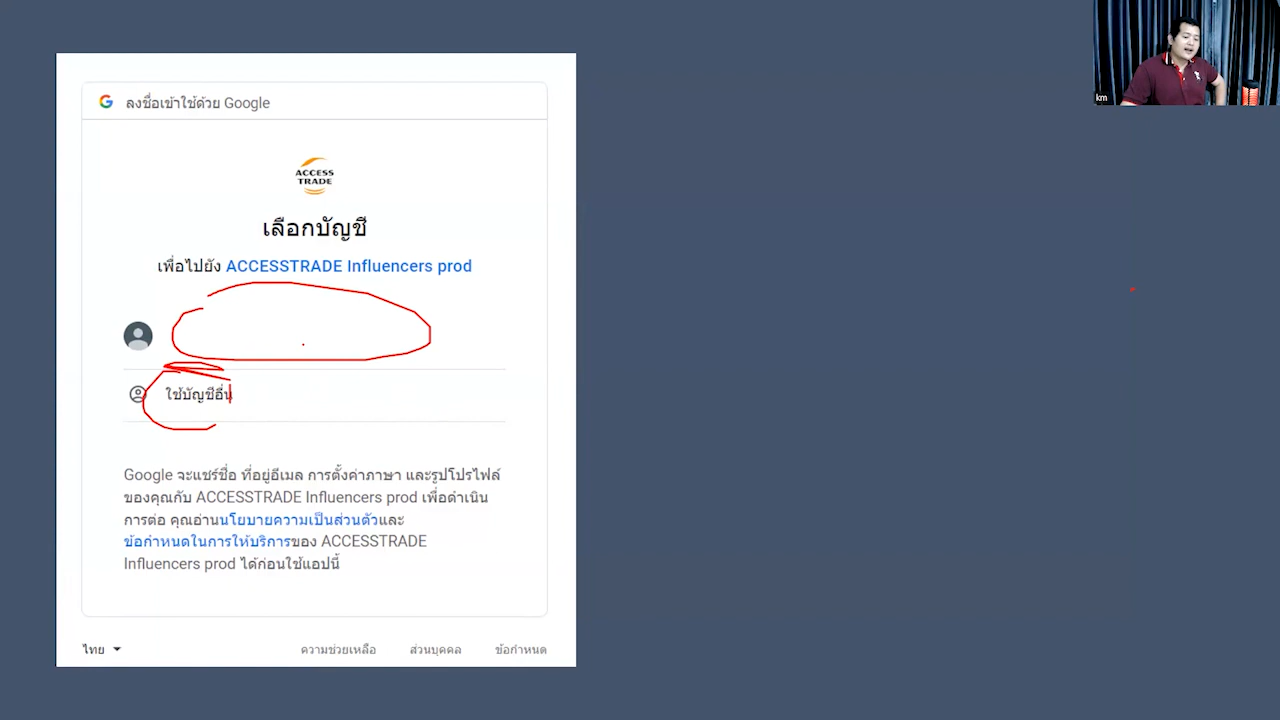 ลงชื่อเข้าใช้ด้วย Google
ACCESS
TRADE
เลือกบัญชี
เพื่อไปยัง ACCESSTRADE Influencers prod
ใช้บัญชีอื่น
Google จะแชร์ชื่อ ที่อยู่อีเมล การตั้งค่าภาษา และรูปโปรไฟล์
ของคุณกับ ACCESSTRADE Influencers prod เพื่อดำเนิน
การต่อ คุณอ่านนโยบายความเป็นส่วนตัวและ
ข้อกำหนดในการให้บริการของ ACCESSTRADE
Influencers prod ได้ก่อนใช้แอปนี้
ไทย
ความช่วยเหลือ
ส่วนบุคคล
ข้อกำหนด
km